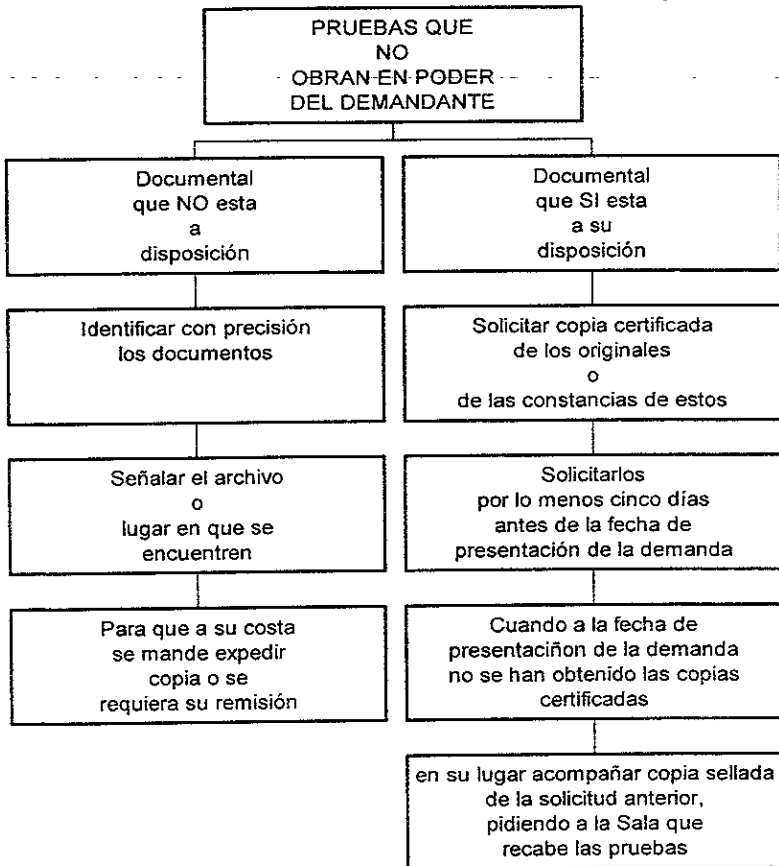 PRUEBAS QUE
NO
OBRAN EN PODER
DEL DEMANDANTE
Documental
que NO esta
a
disposición
Identificar con precisión
los documentos
Señalar el archivo
o
lugar en que se
encuentren
Para que a su costa
se mande expedir
copia o se
requiera su remisión
Documental
que SI esta
a su
disposición
Solicitar copia certificada
de los originales
o
de las constancias de estos
Solicitarlos
por lo menos cinco días
antes de la fecha de
presentación de la demanda
Cuando a la fecha de
presentaciñon de la demanda
no se han obtenido las copias
certificadas
en su lugar acompañar copia sellada
de la solicitud anterior,
pidiendo a la Sala que
recabe las pruebas